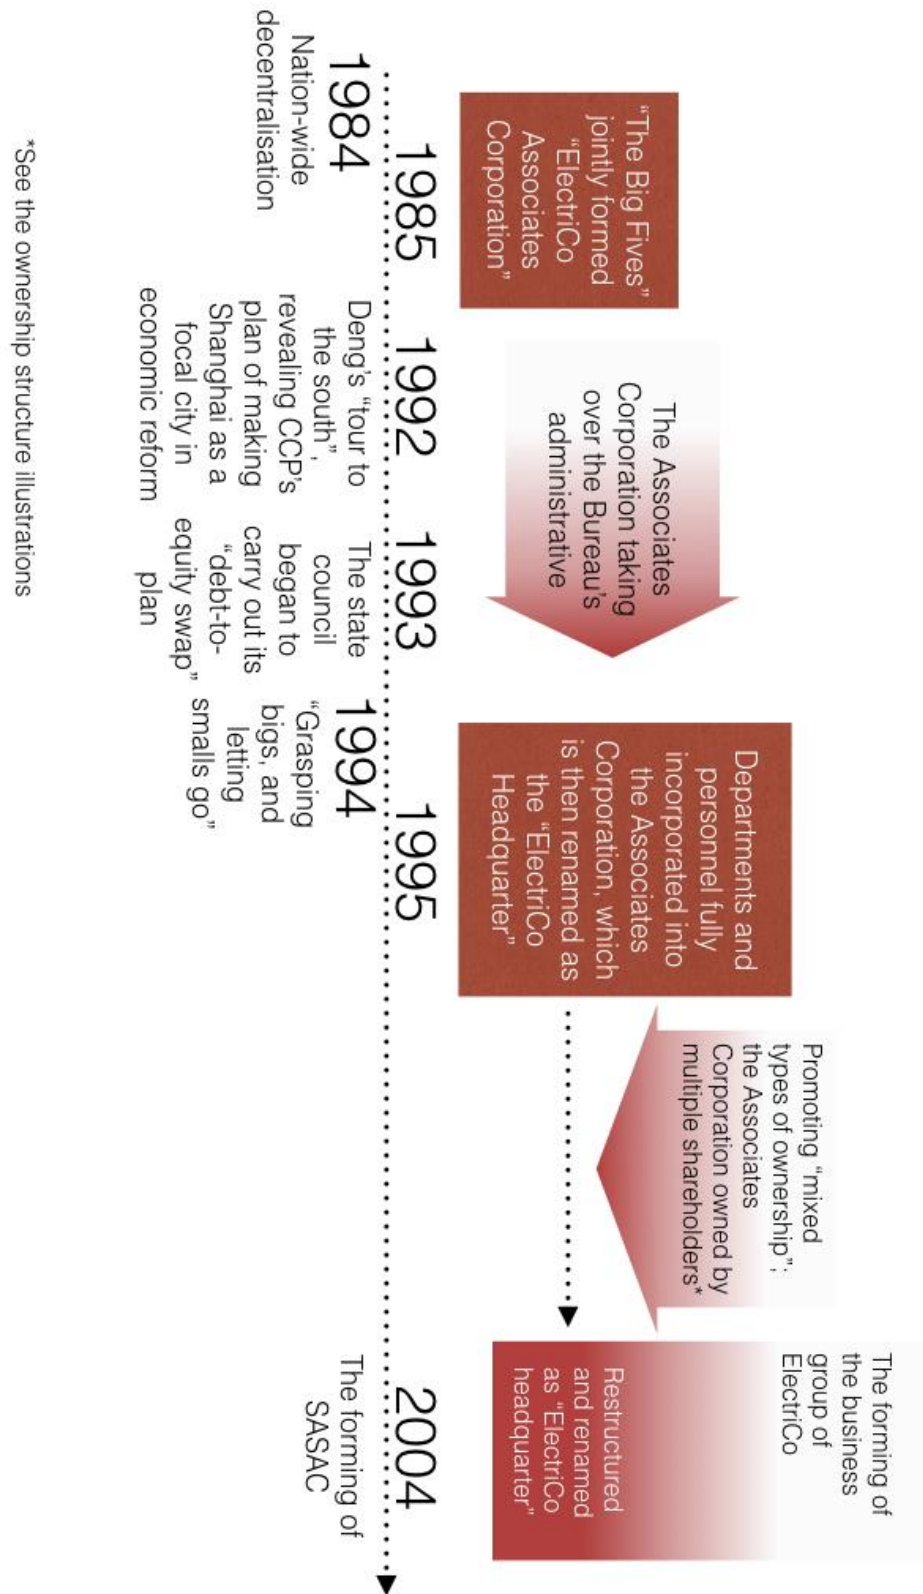 “The Big Fives”
jointly formed
“ElectriCo
Associates
Corporation”
The Associates
Corporation taking
over the Bureau’s
administrative
Departments and
personnel fully
incorporated into
the Associates
Corporation, which
is then renamed as
the “ElectriCo
Headquarter”
Promoting “mixed
types of ownership”;
the Associates
Corporation owned by
multiple shareholders*
The forming of
the business
group of
ElectriCo
Restructured
and renamed
as “ElectriCo
headquarter”
1984
Nation-wide
decentralisation
1985
1992
Deng’s “tour to
the south”,
revealing CCP’s
plan of making
Shanghai as a
focal city in
economic reform
1993
The state
council
began to
carry out its
“debt-to-
equity swap”
plan
1994
“Grasping
bigs, and
letting
smalls go”
1995
2004
The forming of
SASAC
*See the ownership structure illustrations